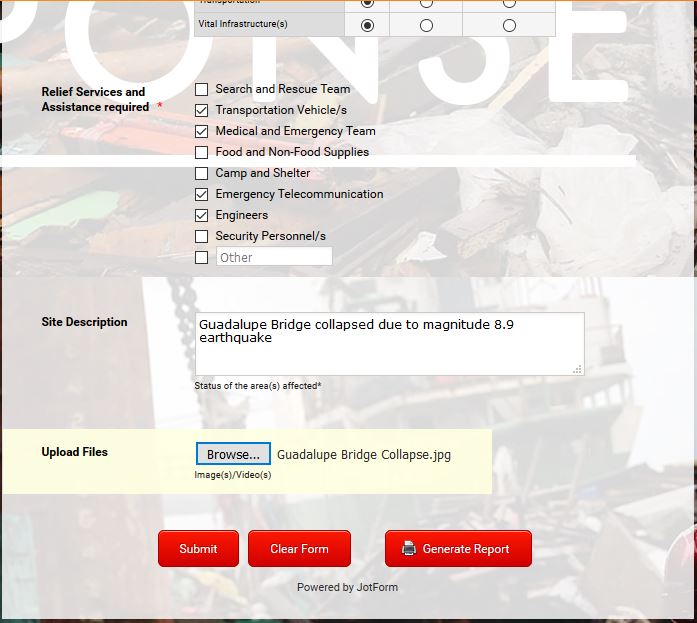 Transportation
Vital Infrastructure(s)
PONSE
Relief Services and
Assistance required *
Search and Rescue Team
Transportation Vehicle/s
Medical and Emergency Team
Food and Non-Food Supplies
Camp and Shelter
Emergency Telecommunication
Engineers
Security Personnel/s
Other
Site Description
Guadalupe Bridge collapsed due to magnitude 8.9
earthquake
Status of the area(s) affected*
Upload Files
Browse... Guadalupe Bridge Collapse.jpg
Image(s)/Video(s)
Submit Clear Form Generate Report
Powered by JotForm